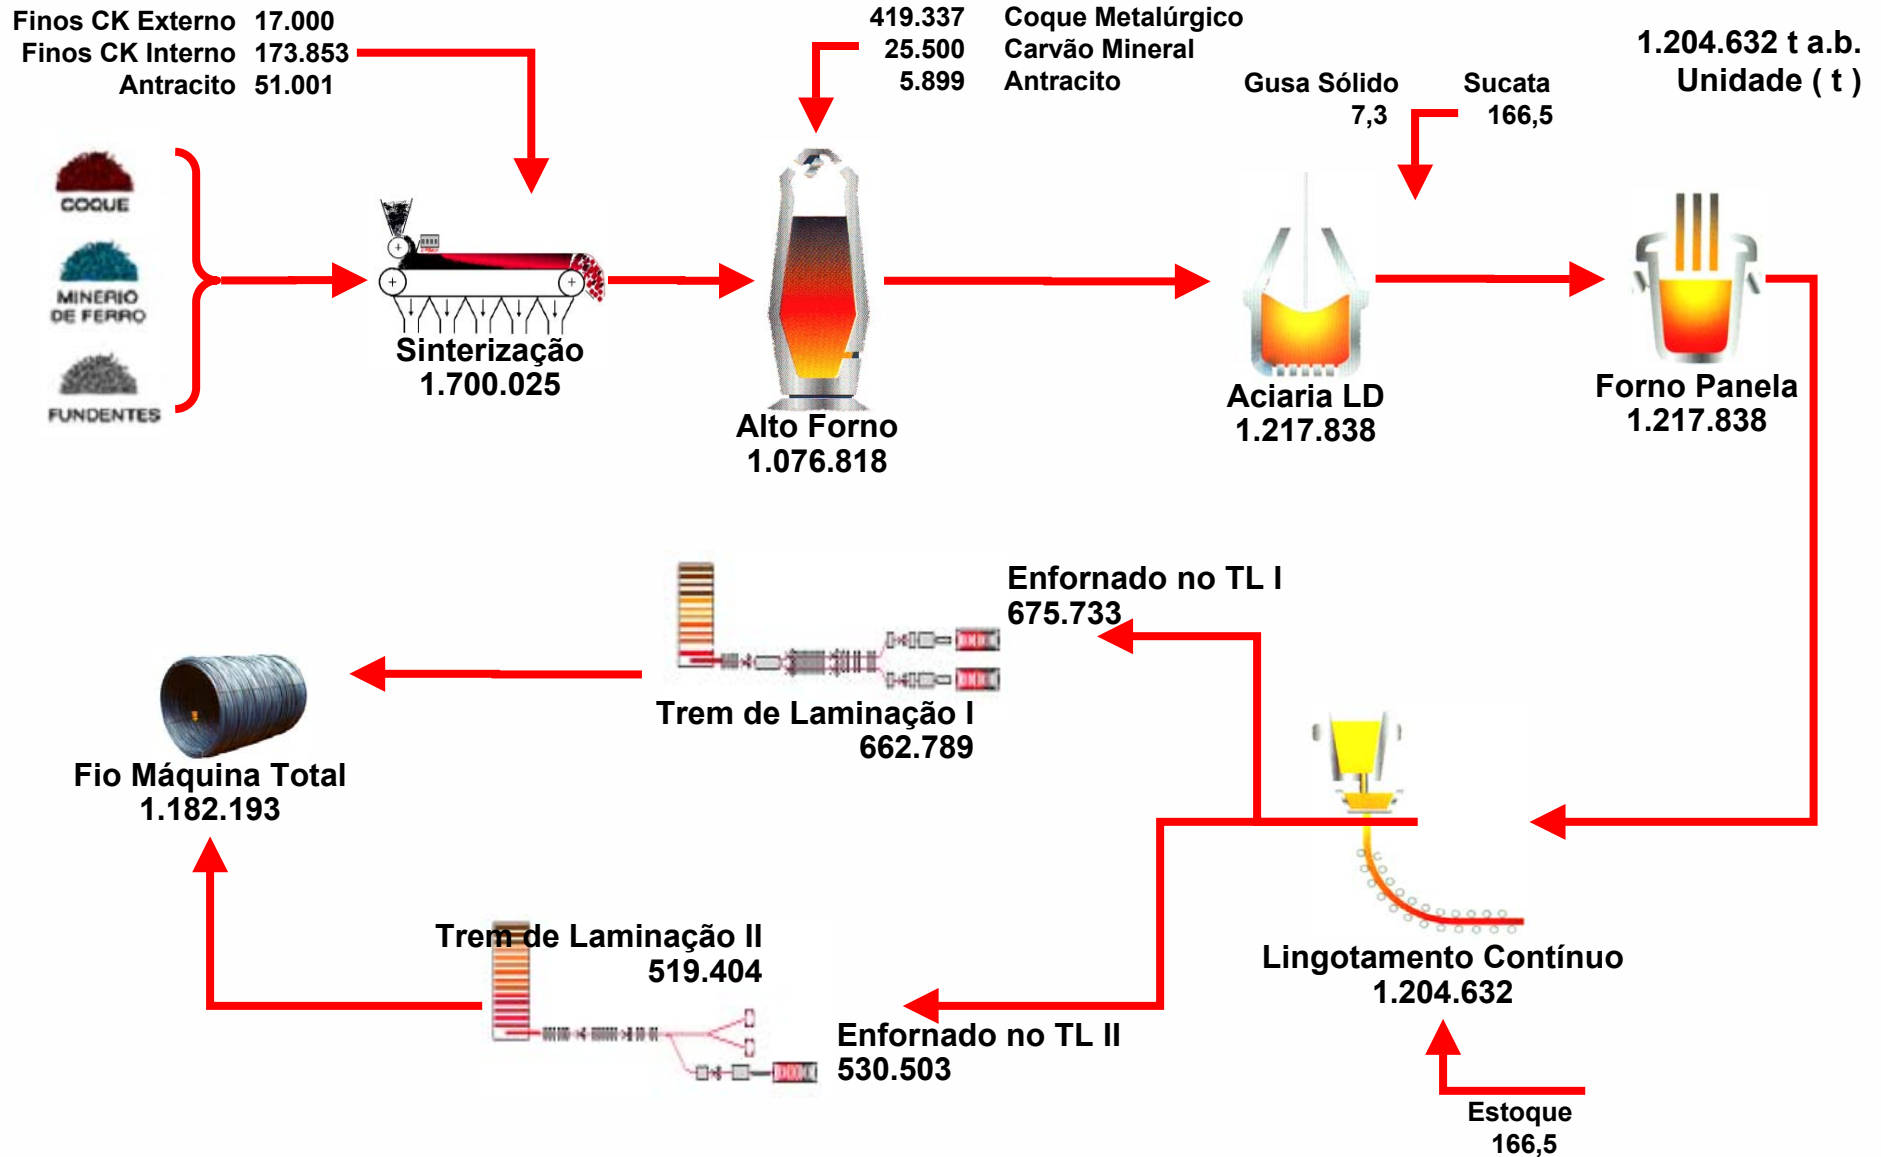 Finos CK Externo 17.000
Finos CK Interno 173.853
Antracito 51.001
419.337 Coque Metalúrgico
25.500 Carvão Mineral
5.899 Antracito
1.204.632 t a.b.
Unidade ( t )
Gusa Sólido
7,3
Sucata
166,5
COQUE
MINERIO
DE FERRO
FUNDENTES
Sinterização
1.700.025
Alto Forno
1.076.818
Aciaria LD
1.217.838
Forno Panela
1.217.838
Enfornado no TL I
675.733
Trem de Laminação I
662.789
Fio Máquina Total
1.182.193
Trem de Laminação II
519.404
Enfornado no TL II
530.503
Lingotamento Contínuo
1.204.632
Estoque
166,5